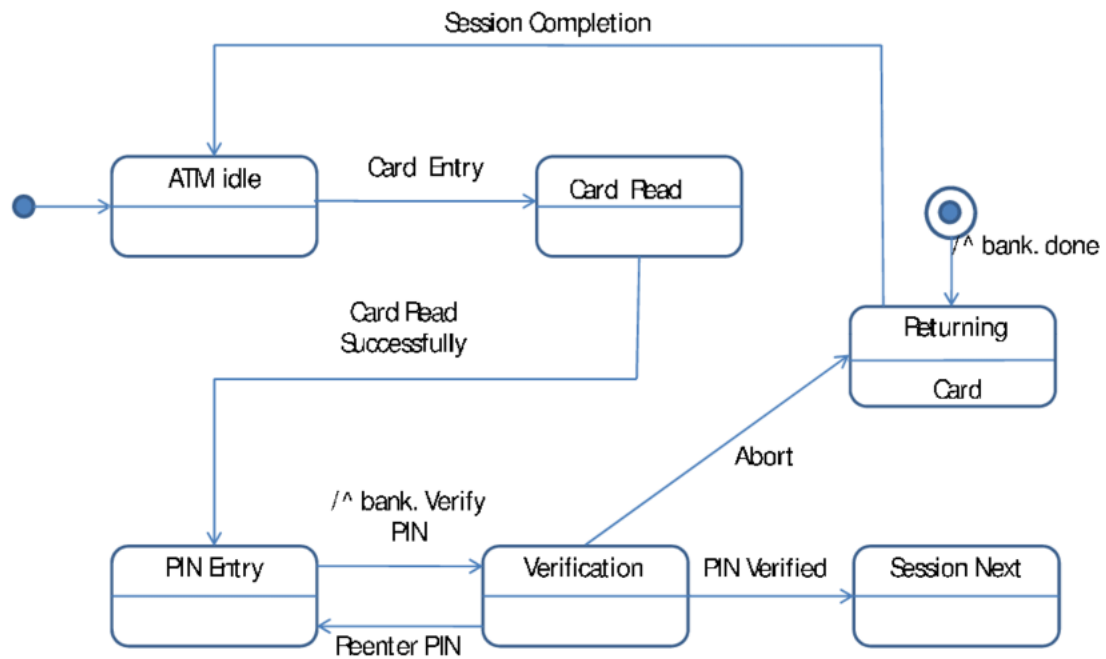 Session Completion
ATM idle
Card Entry
Card Read
/^ bank. done
Card Read
Successfully
Returning
Card
Abort
/^ bank. Verify
PIN
PIN Entry
Verification
PIN Verified
Session Next
Reenter PIN